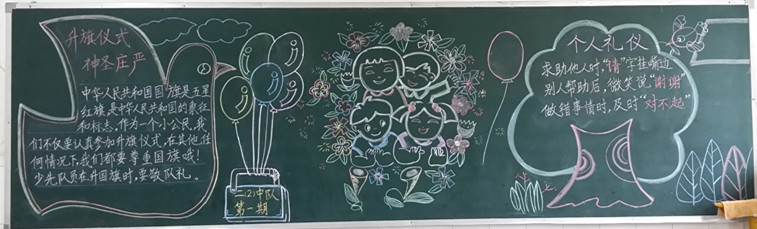 升旗仪式
神圣庄严
中华人民共和国国旗是五星
红旗,是中华人民共和国的象征
和标志。作为一个小公民,我
们不仅要认真参加升旗仪式,在其他任
何情况下,我们都要尊重国旗哦!
少先队员在升国旗时,要敬队礼。
二(2)中队
第一期
个人礼仪
求助他人时,“请”字挂嘴边
别人帮助后,微笑说“谢谢”
做错事情时,及时“对不起”